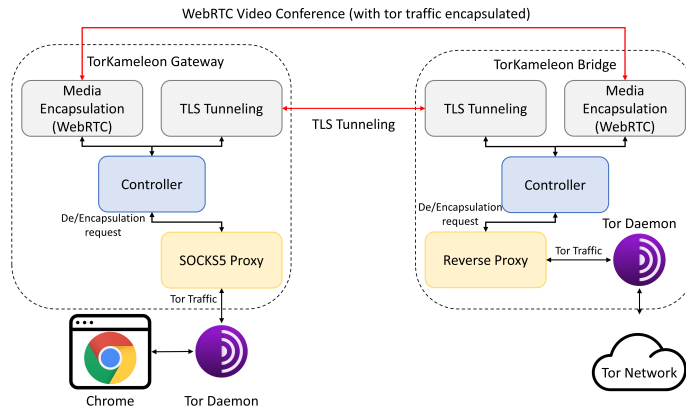 WebRTC Video Conference (with tor traffic encapsulated)
TorKameleon Gateway
Media
Encapsulation
(WebRTC)
TLS Tunneling
Controller
De/Encapsulation
request
SOCKS5 Proxy
Tor Traffic
Chrome
Tor Daemon
TLS Tunneling
TorKameleon Bridge
TLS Tunneling
Media
Encapsulation
(WebRTC)
Controller
De/Encapsulation
request
Reverse Proxy
Tor Traffic
Tor Daemon
Tor Network